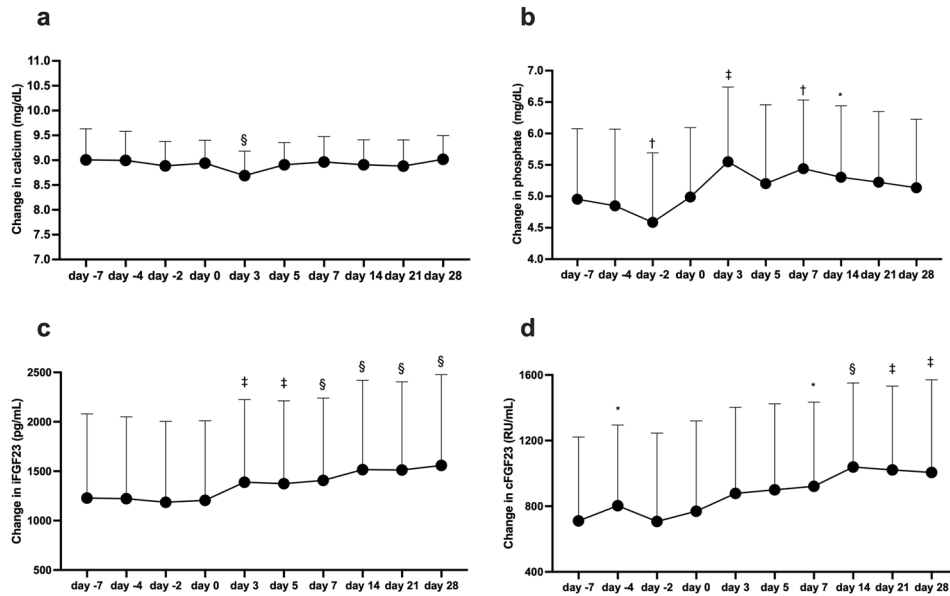 a
Change in calcium (mg/dL)
11.0
10.5
10.0
9.5
9.0
8.5
8.0
7.5
7.0
§
day -7 day -4 day -2 day 0 day 3 day 5 day 7 day 14 day 21 day 28
b
Change in phosphate (mg/dL)
7.0
6.5
6.0
5.5
5.0
4.5
4.0
† ‡ † *
day -7 day -4 day -2 day 0 day 3 day 5 day 7 day 14 day 21 day 28
c
Change in iFGF23 (pg/mL)
2500
2000
1500
1000
500
‡ ‡ § § § §
day -7 day -4 day -2 day 0 day 3 day 5 day 7 day 14 day 21 day 28
d
Change in cFGF23 (RU/mL)
1600
1200
800
400
* * § ‡ ‡
day -7 day -4 day -2 day 0 day 3 day 5 day 7 day 14 day 21 day 28